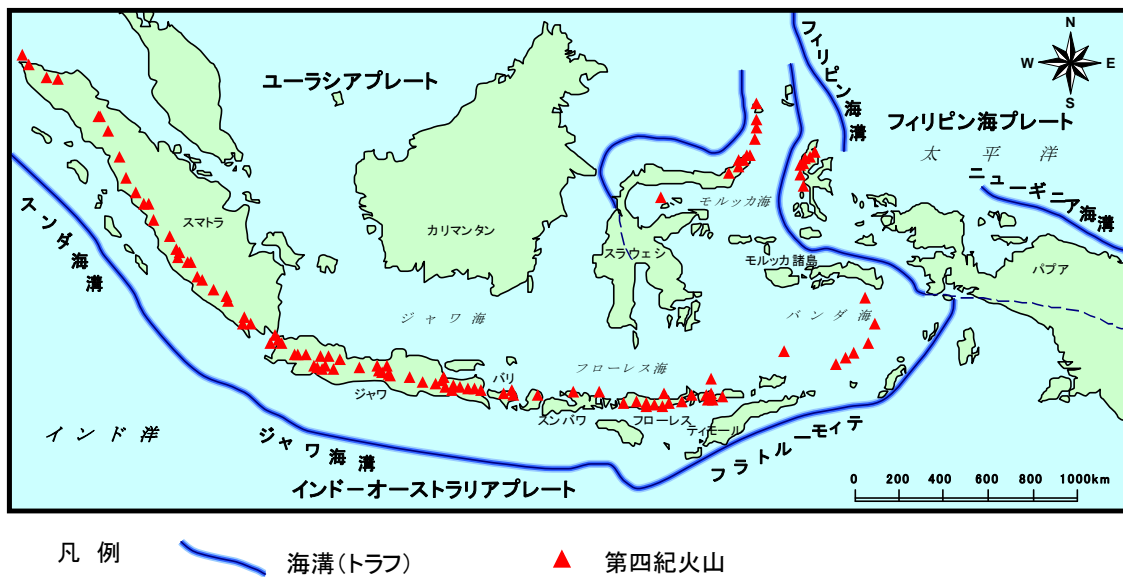 N
W
E
S
ユーラシアプレート
フィリピン海溝
フィリピン海プレート
太平洋
ニューギニア海溝
モルッカ海
スマトラ
カリマンタン
スラウェシ
モルッカ諸島
パプア
スンダ海溝
ジャワ海
バンダ海
フローレス海
バリ
ジャワ
スンバワ
フローレス
ティモール
インド洋
ジャワ海溝
ティモールトラフ
インドーオーストラリアプレート
0 200 400 600 800 1000km
凡例
海溝(トラフ)
第四紀火山